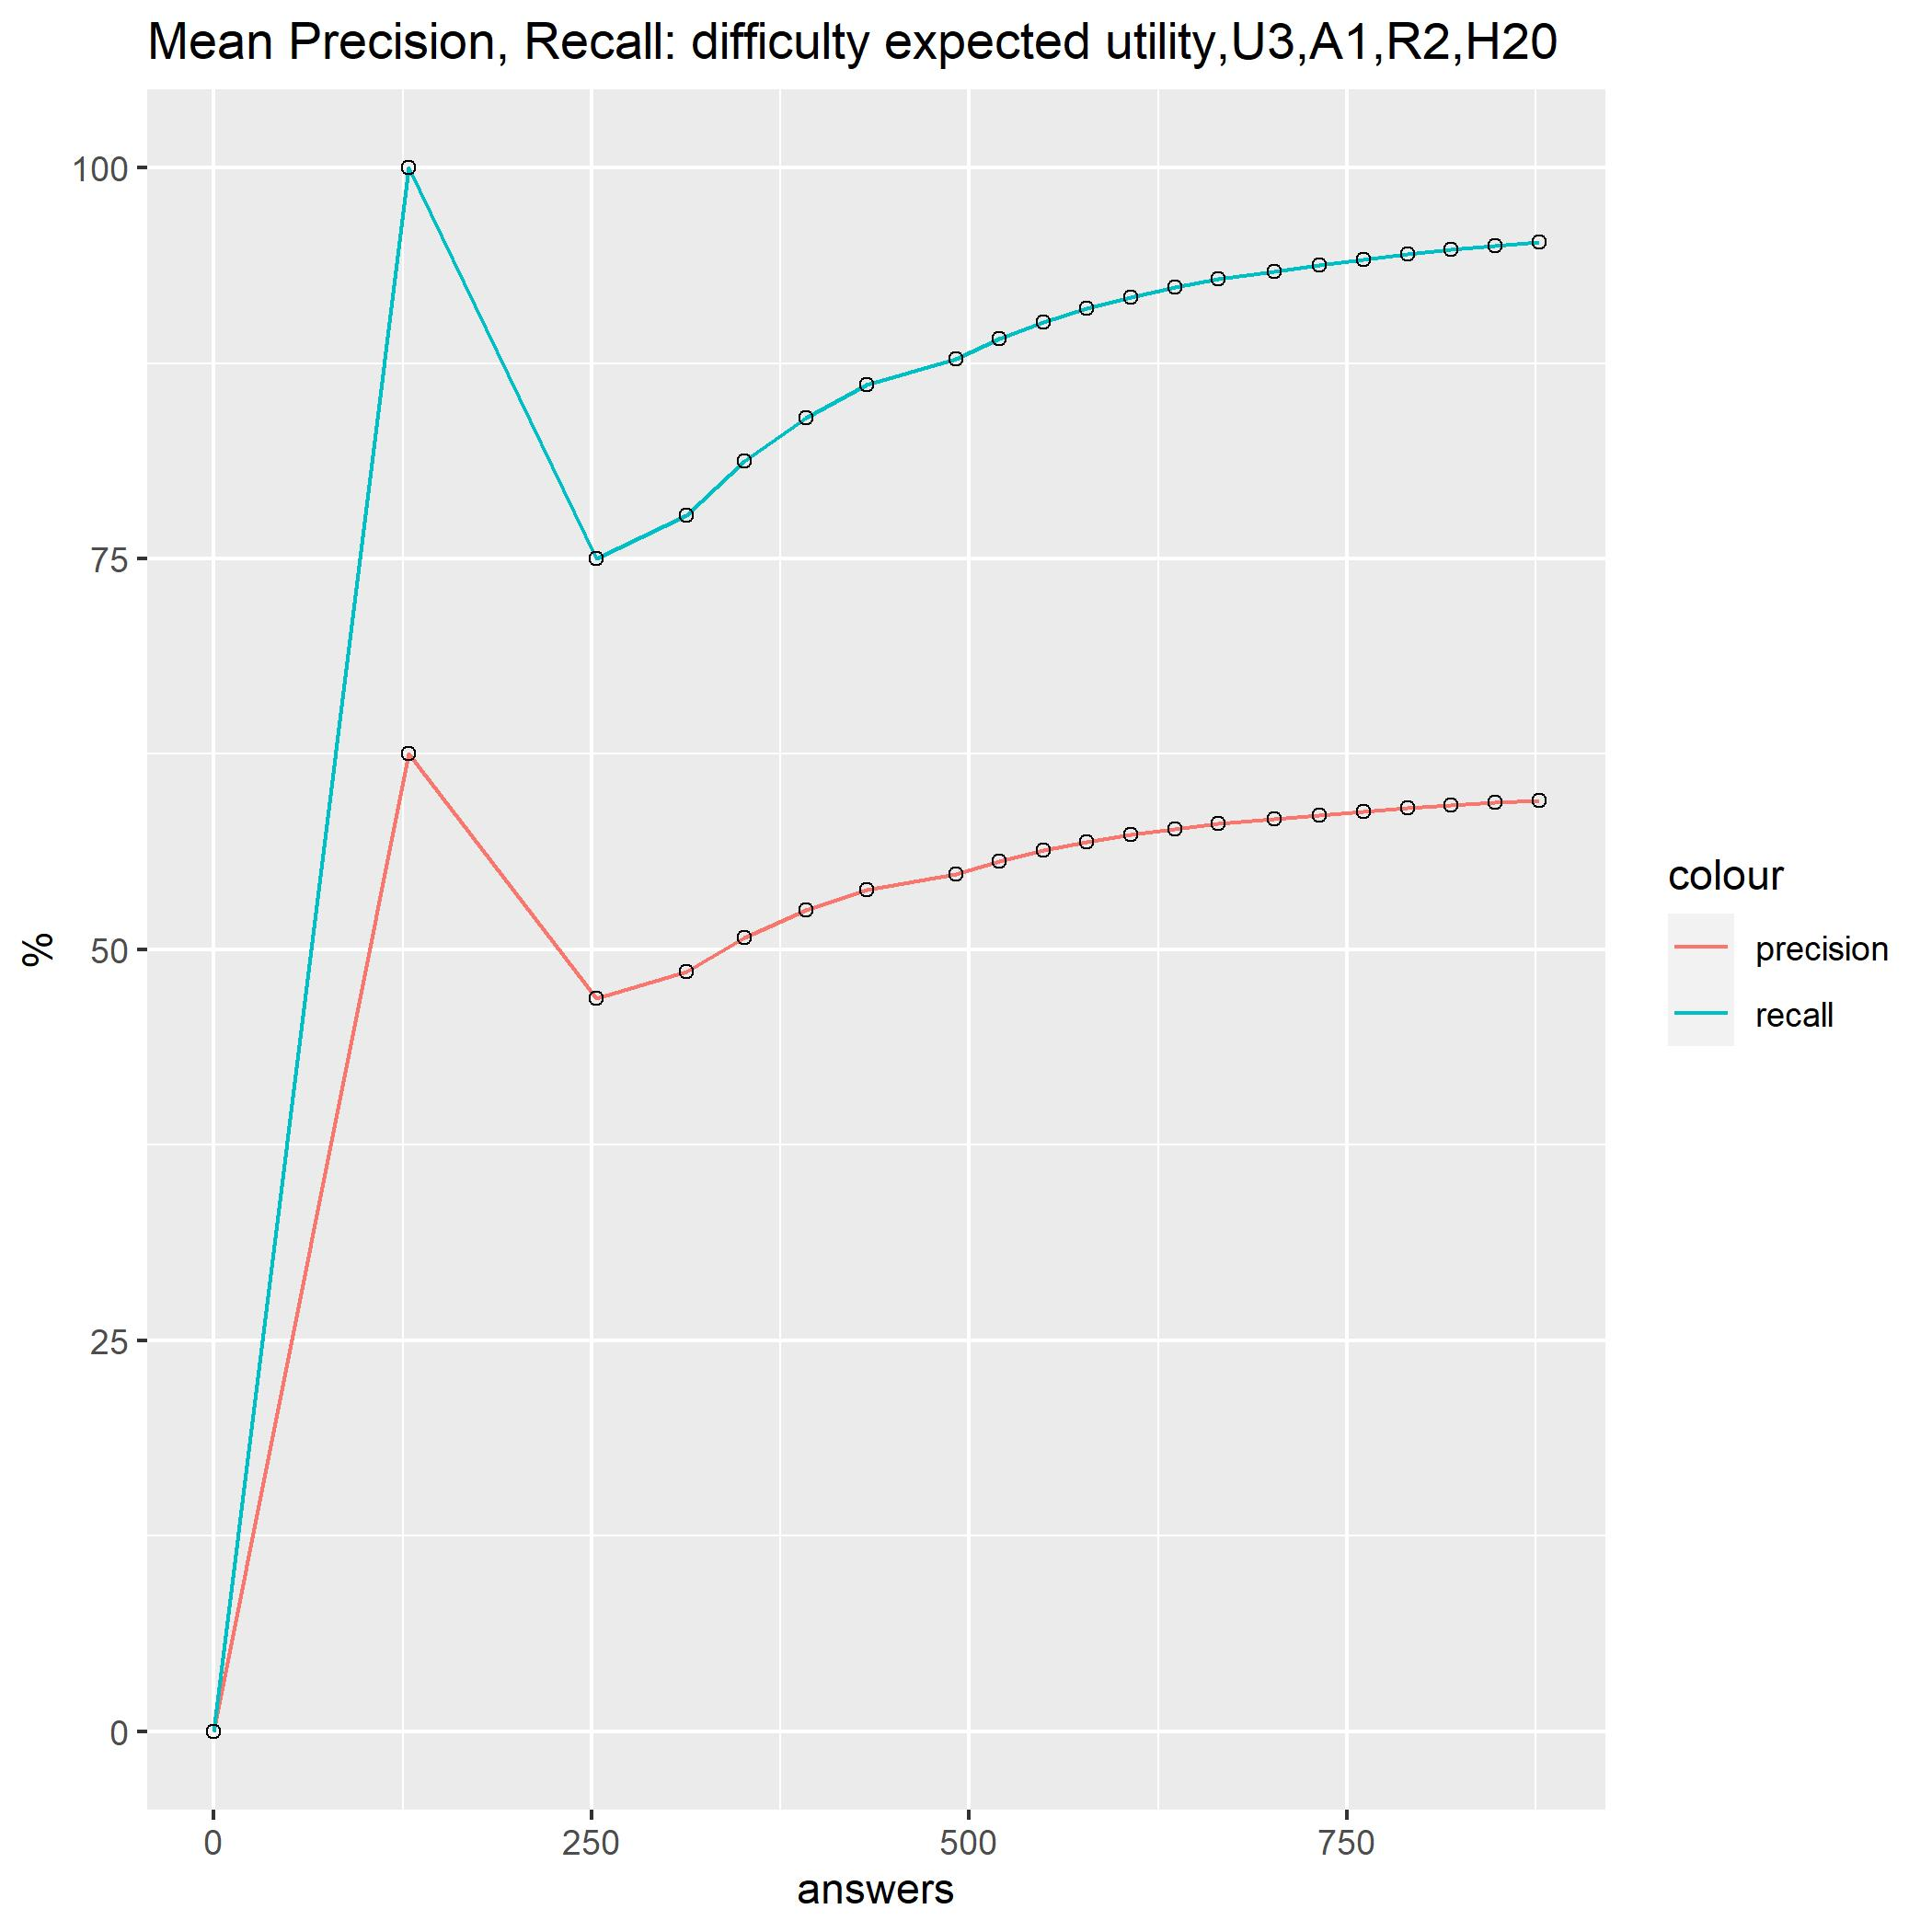 Mean Precision, Recall: difficulty expected utility,U3,A1,R2,H20
100
75
50
25
0
%
0 250 500 750
answers
colour
precision
recall